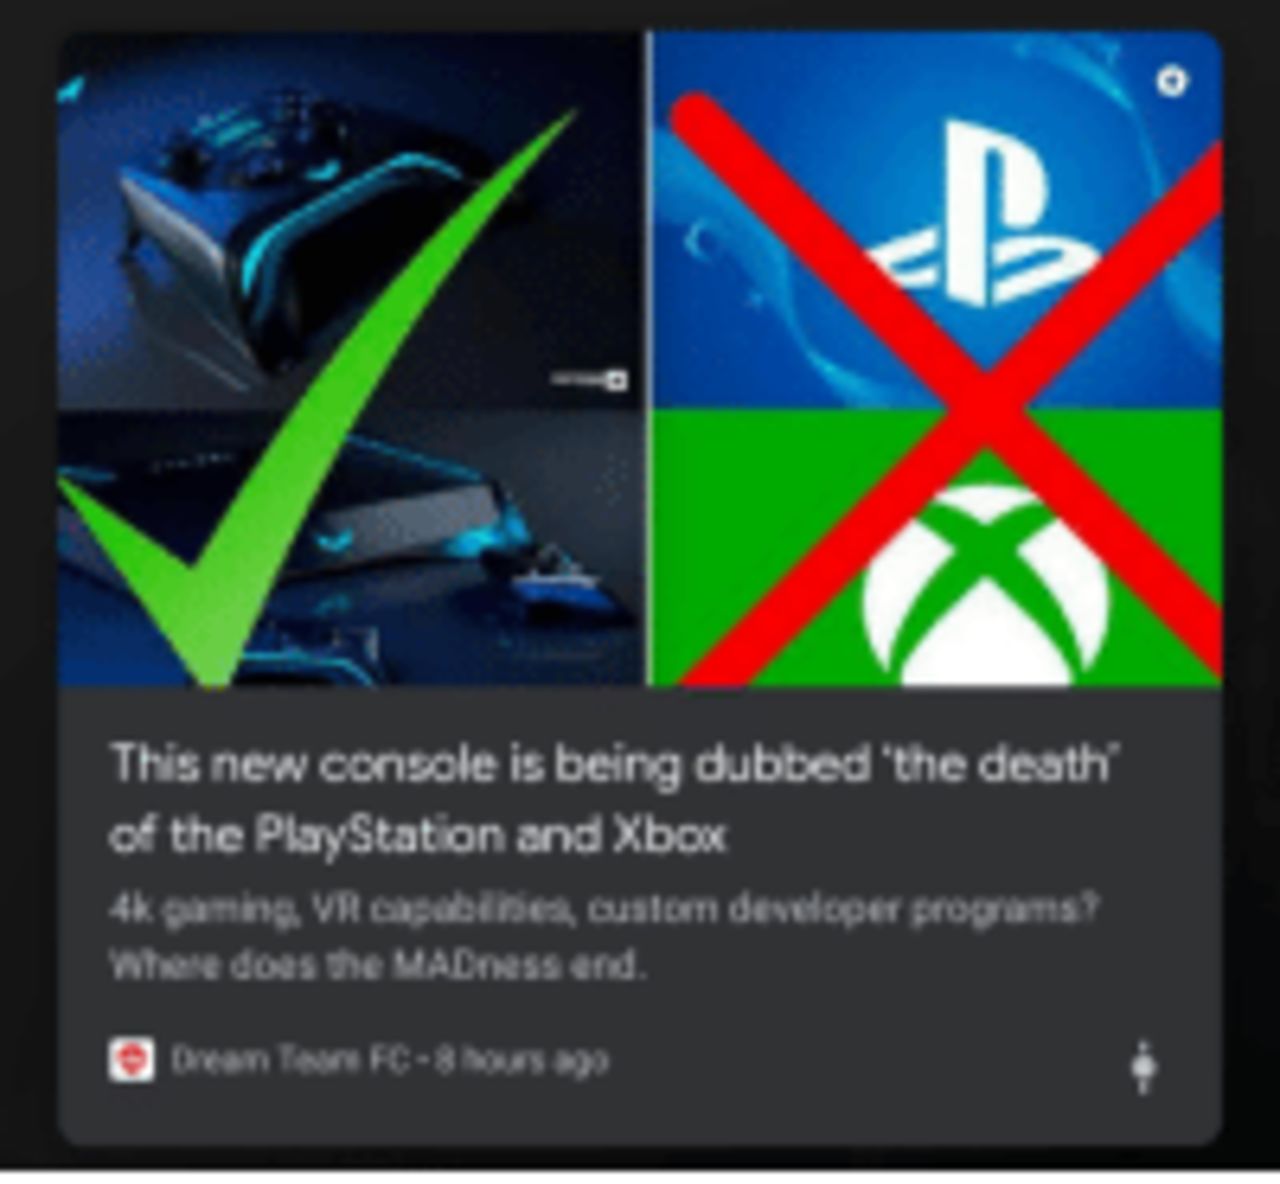 This new console is being dubbed 'the death'
of the PlayStation and Xbox
4k gaming, VR capabilities, custom developer programs?
Where does the MADness end.
Dream Team FC - 8 hours ago